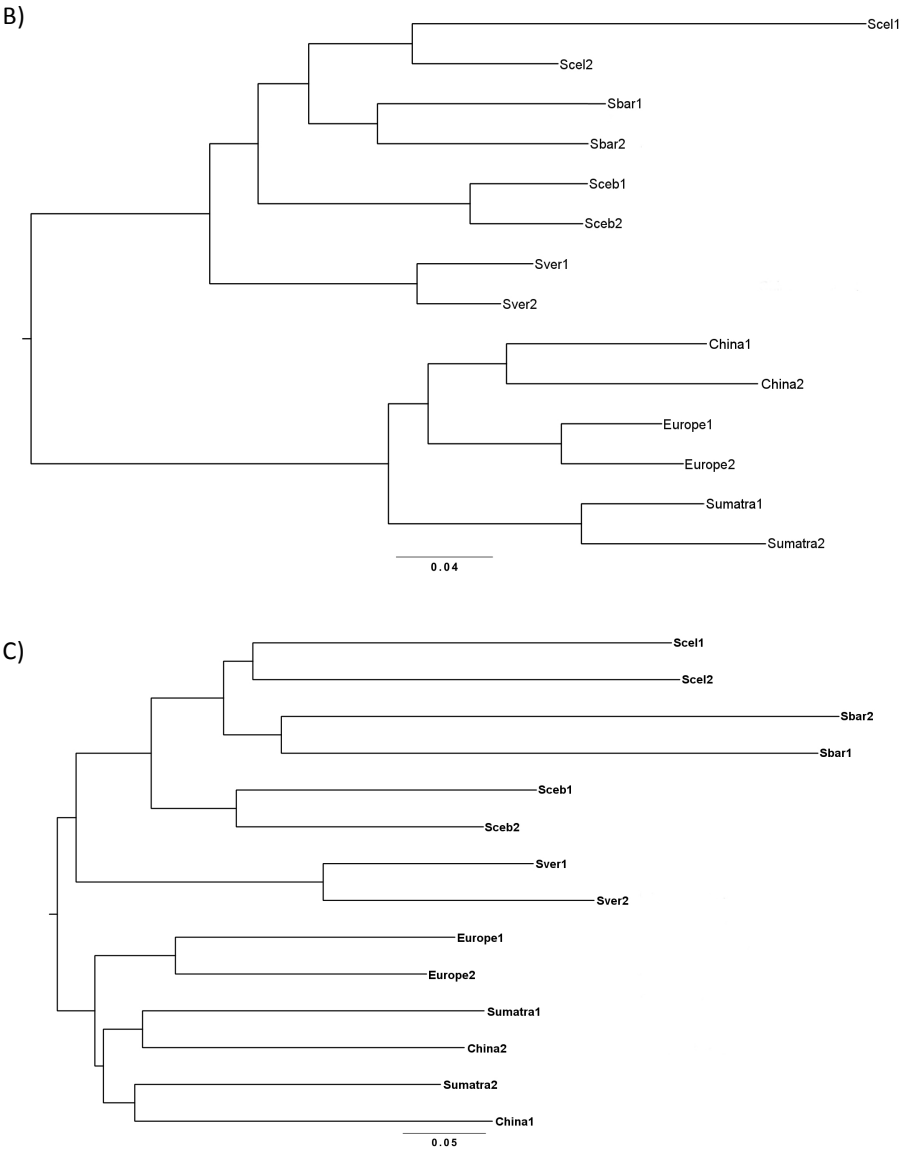 B)
Scel1
Scel2
Sbar1
Sbar2
Sceb1
Sceb2
Sver1
Sver2
China1
China2
Europe1
Europe2
Sumatra1
Sumatra2
0.04
C)
Scel1
Scel2
Sbar2
Sbar1
Sceb1
Sceb2
Sver1
Sver2
Europe1
Europe2
Sumatra1
China2
Sumatra2
China1
0.05